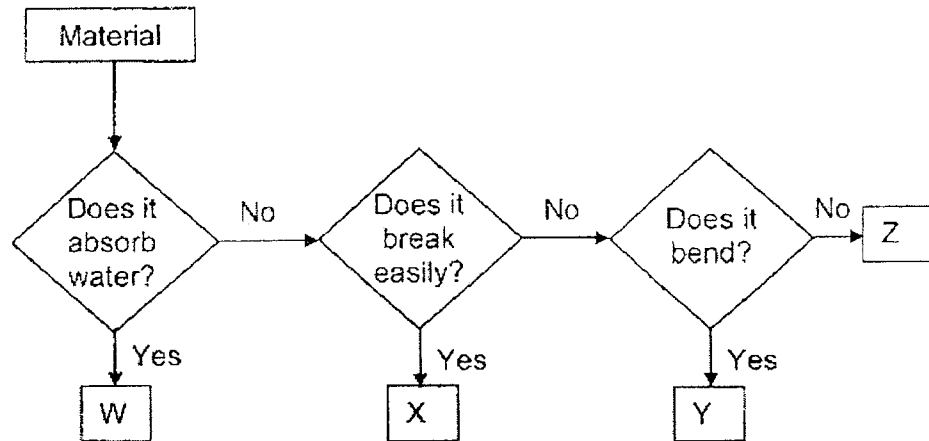 Material
Does it
absorb
water?
No
Does it
break
easily?
No
Does it
bend?
No
Z
Yes
W
Yes
X
Yes
Y